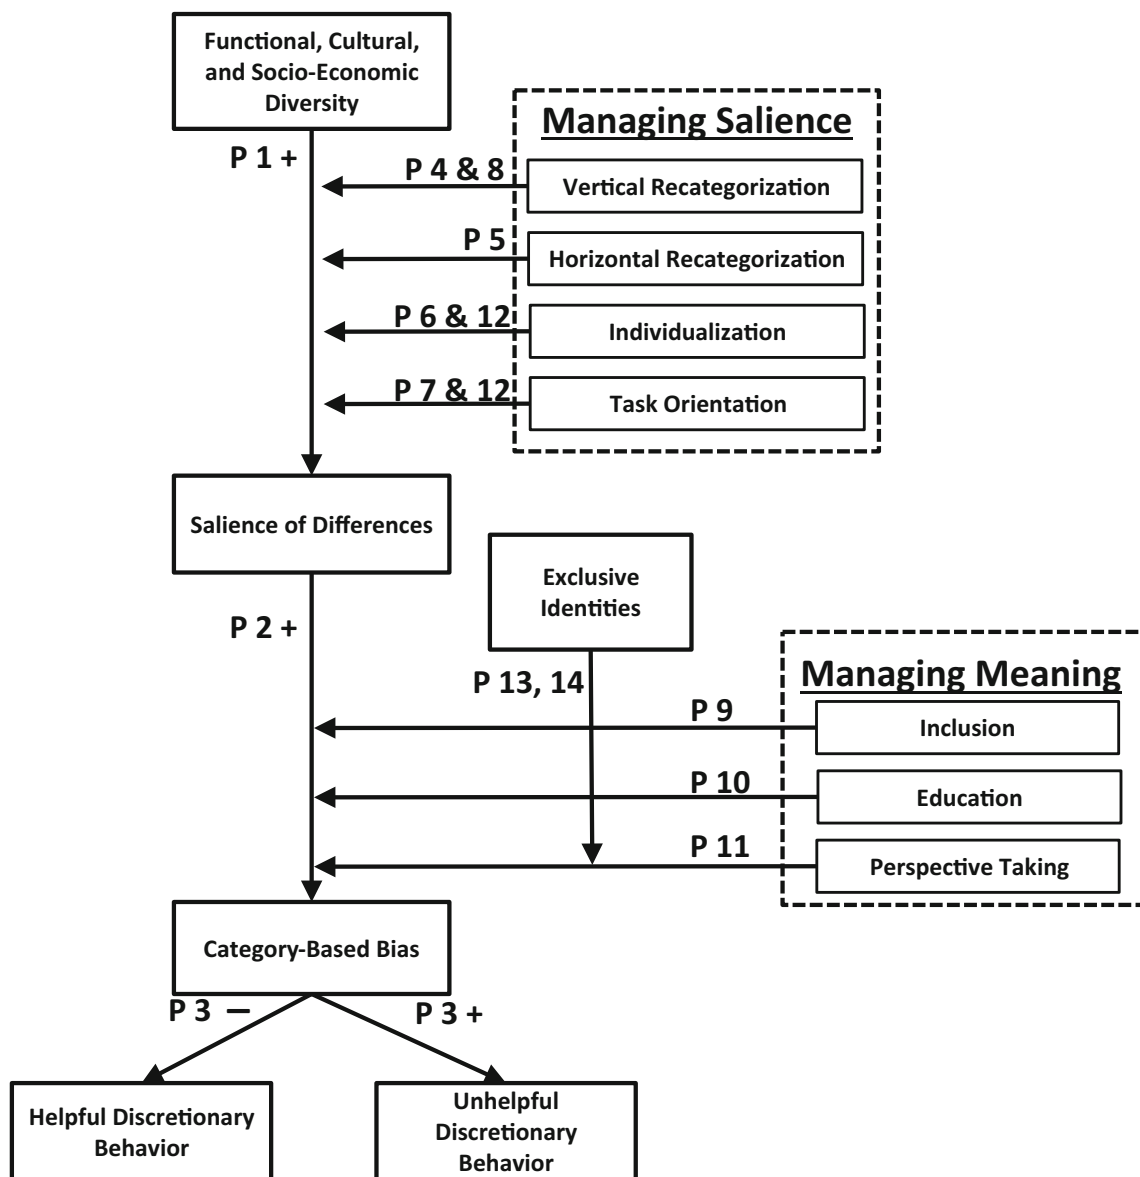 Functional, Cultural,
and Socio-Economic
Diversity
Managing Salience
P 1 +
P 4 & 8
Vertical Recategorization
P 5
Horizontal Recategorization
P 6 & 12
Individualization
P 7 & 12
Task Orientation
Salience of Differences
Exclusive
Identities
P 2 +
P 13, 14
Managing Meaning
P 9
Inclusion
P 10
Education
P 11
Perspective Taking
Category-Based Bias
P 3 –
P 3 +
Helpful Discretionary
Behavior
Unhelpful
Discretionary
Behavior